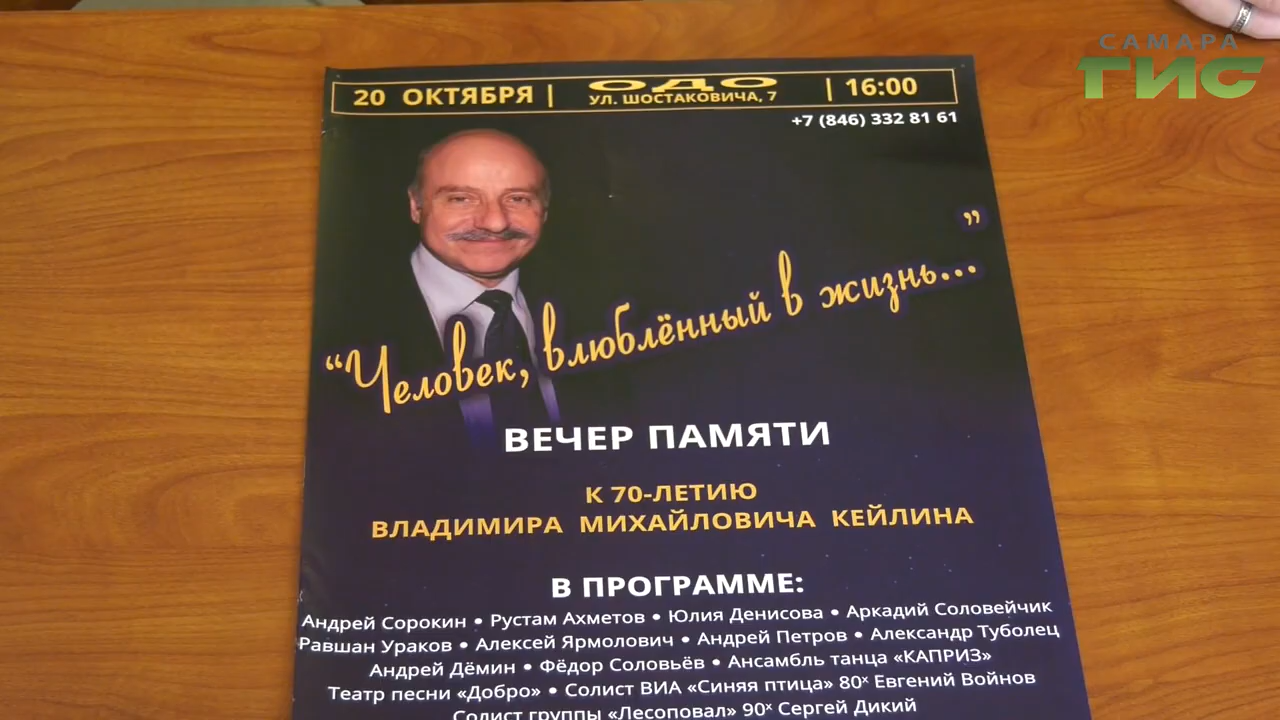 САМАРА
ГИС
20 ОКТЯБРЯ | ОДО УЛ. ШОСТАКОВИЧА, 7 | 16:00
+7 (846) 332 81 61
“Человек, влюблённый в жизнь...”
ВЕЧЕР ПАМЯТИ
К 70-ЛЕТИЮ
ВЛАДИМИРА МИХАЙЛОВИЧА КЕЙЛИНА
В ПРОГРАММЕ:
Андрей Сорокин • Рустам Ахметов • Юлия Денисова • Аркадий Соловейчик
Равшан Ураков • Алексей Ярмолович • Андрей Петров • Александр Туболец
Андрей Дёмин • Фёдор Соловьёв • Ансамбль танца «КАПРИЗ»
Театр песни «Добро» • Солист ВИА «Синяя птица» 80ˣ Евгений Войнов
Солист группы «Лесоповал» 90ˣ Сергей Дикий